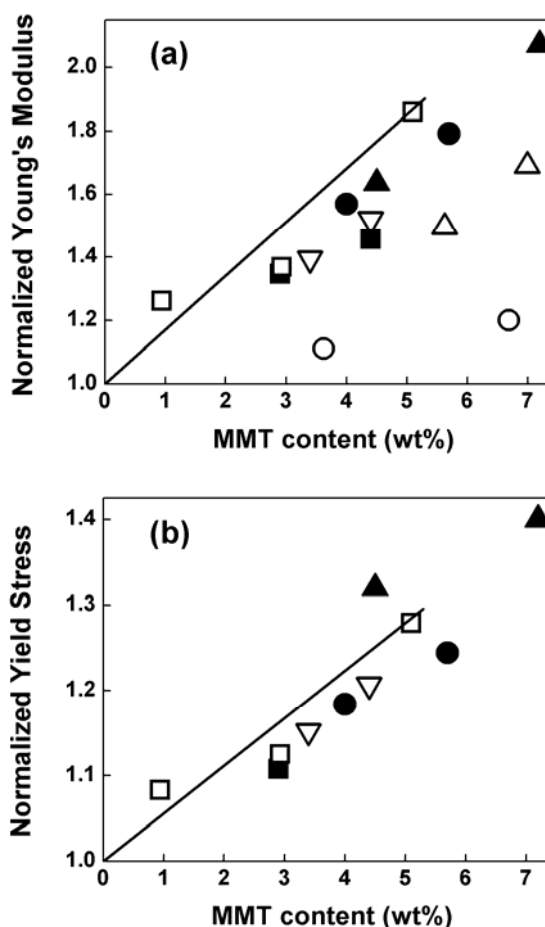 (a)
Normalized Young's Modulus
2.0
1.8
1.6
1.4
1.2
1.0
0 1 2 3 4 5 6 7
MMT content (wt%)
(b)
Normalized Yield Stress
1.4
1.3
1.2
1.1
1.0
0 1 2 3 4 5 6 7
MMT content (wt%)